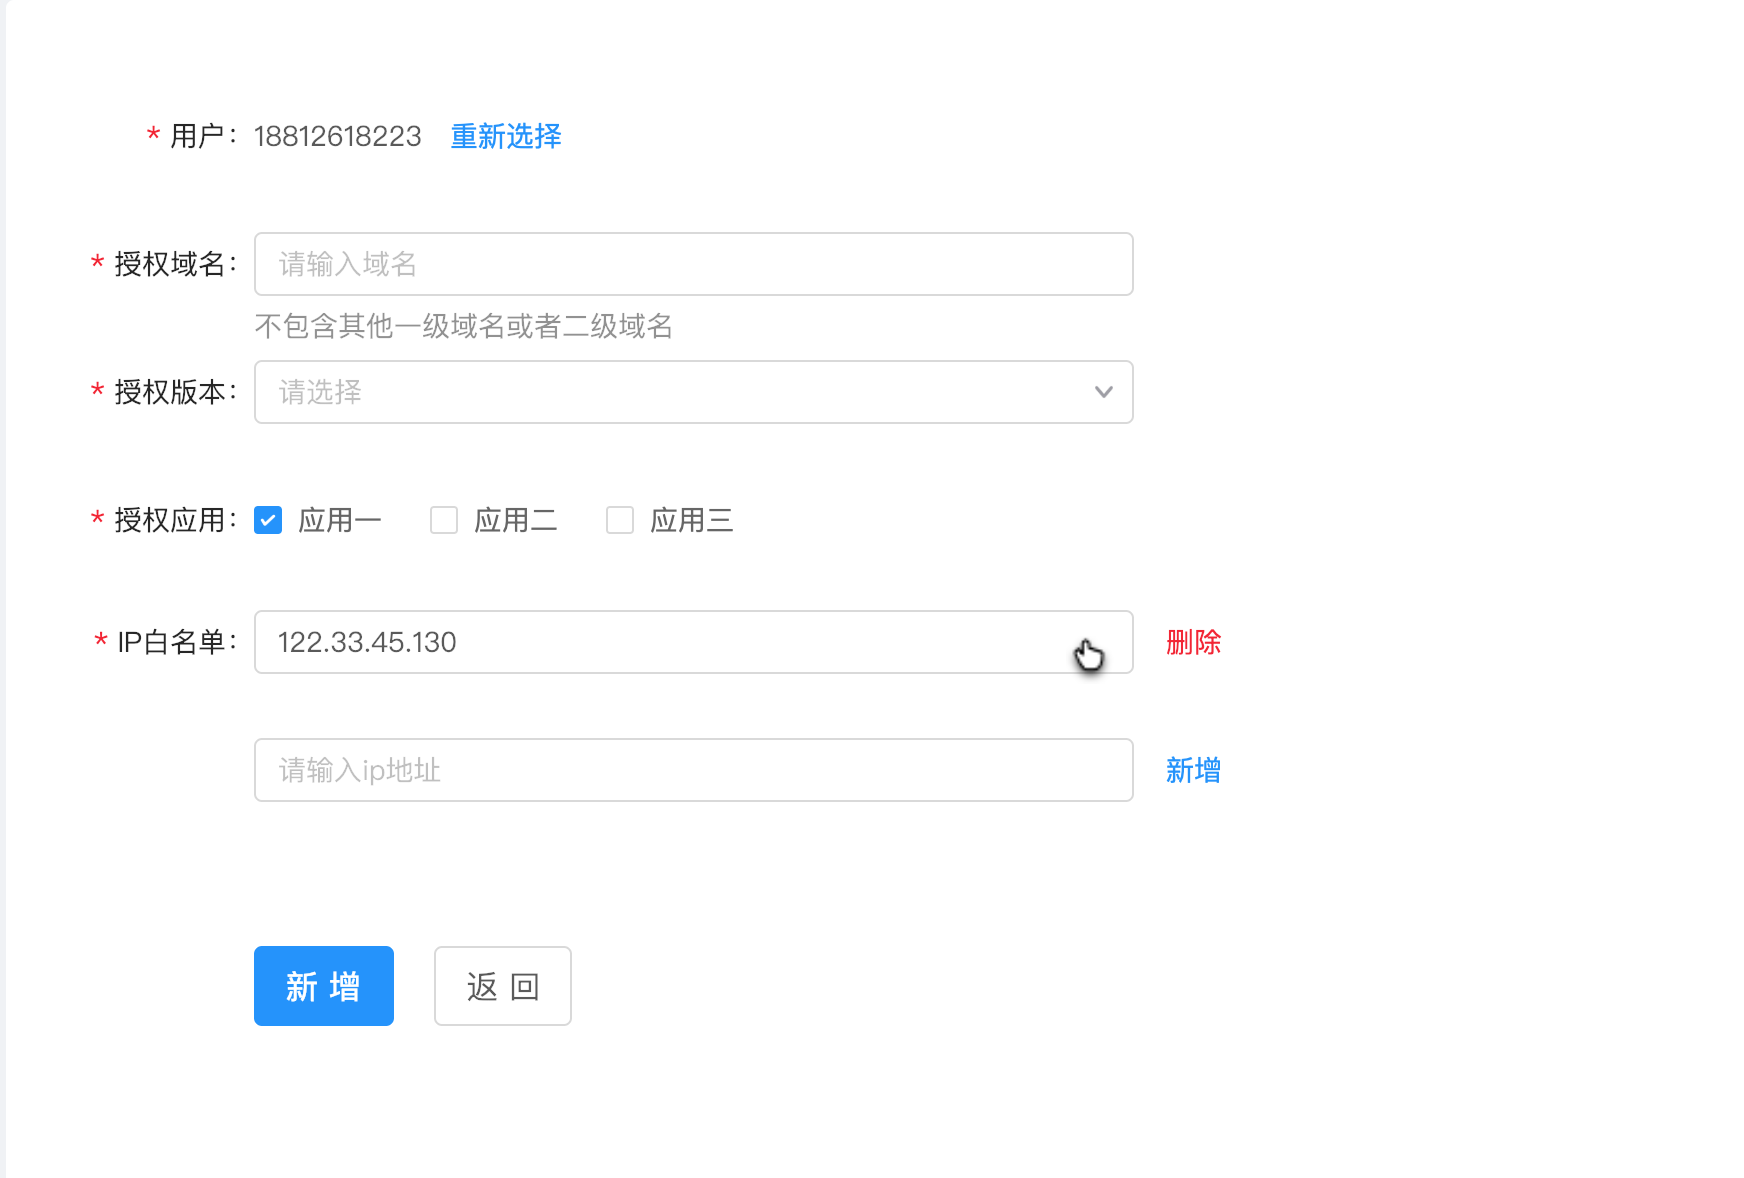 * 用户: 18812618223 重新选择
* 授权域名: 请输入域名
不包含其他一级域名或者二级域名
* 授权版本: 请选择
* 授权应用: 应用一 应用二 应用三
* IP白名单: 122.33.45.130 删除
请输入ip地址 新增
新增 返回